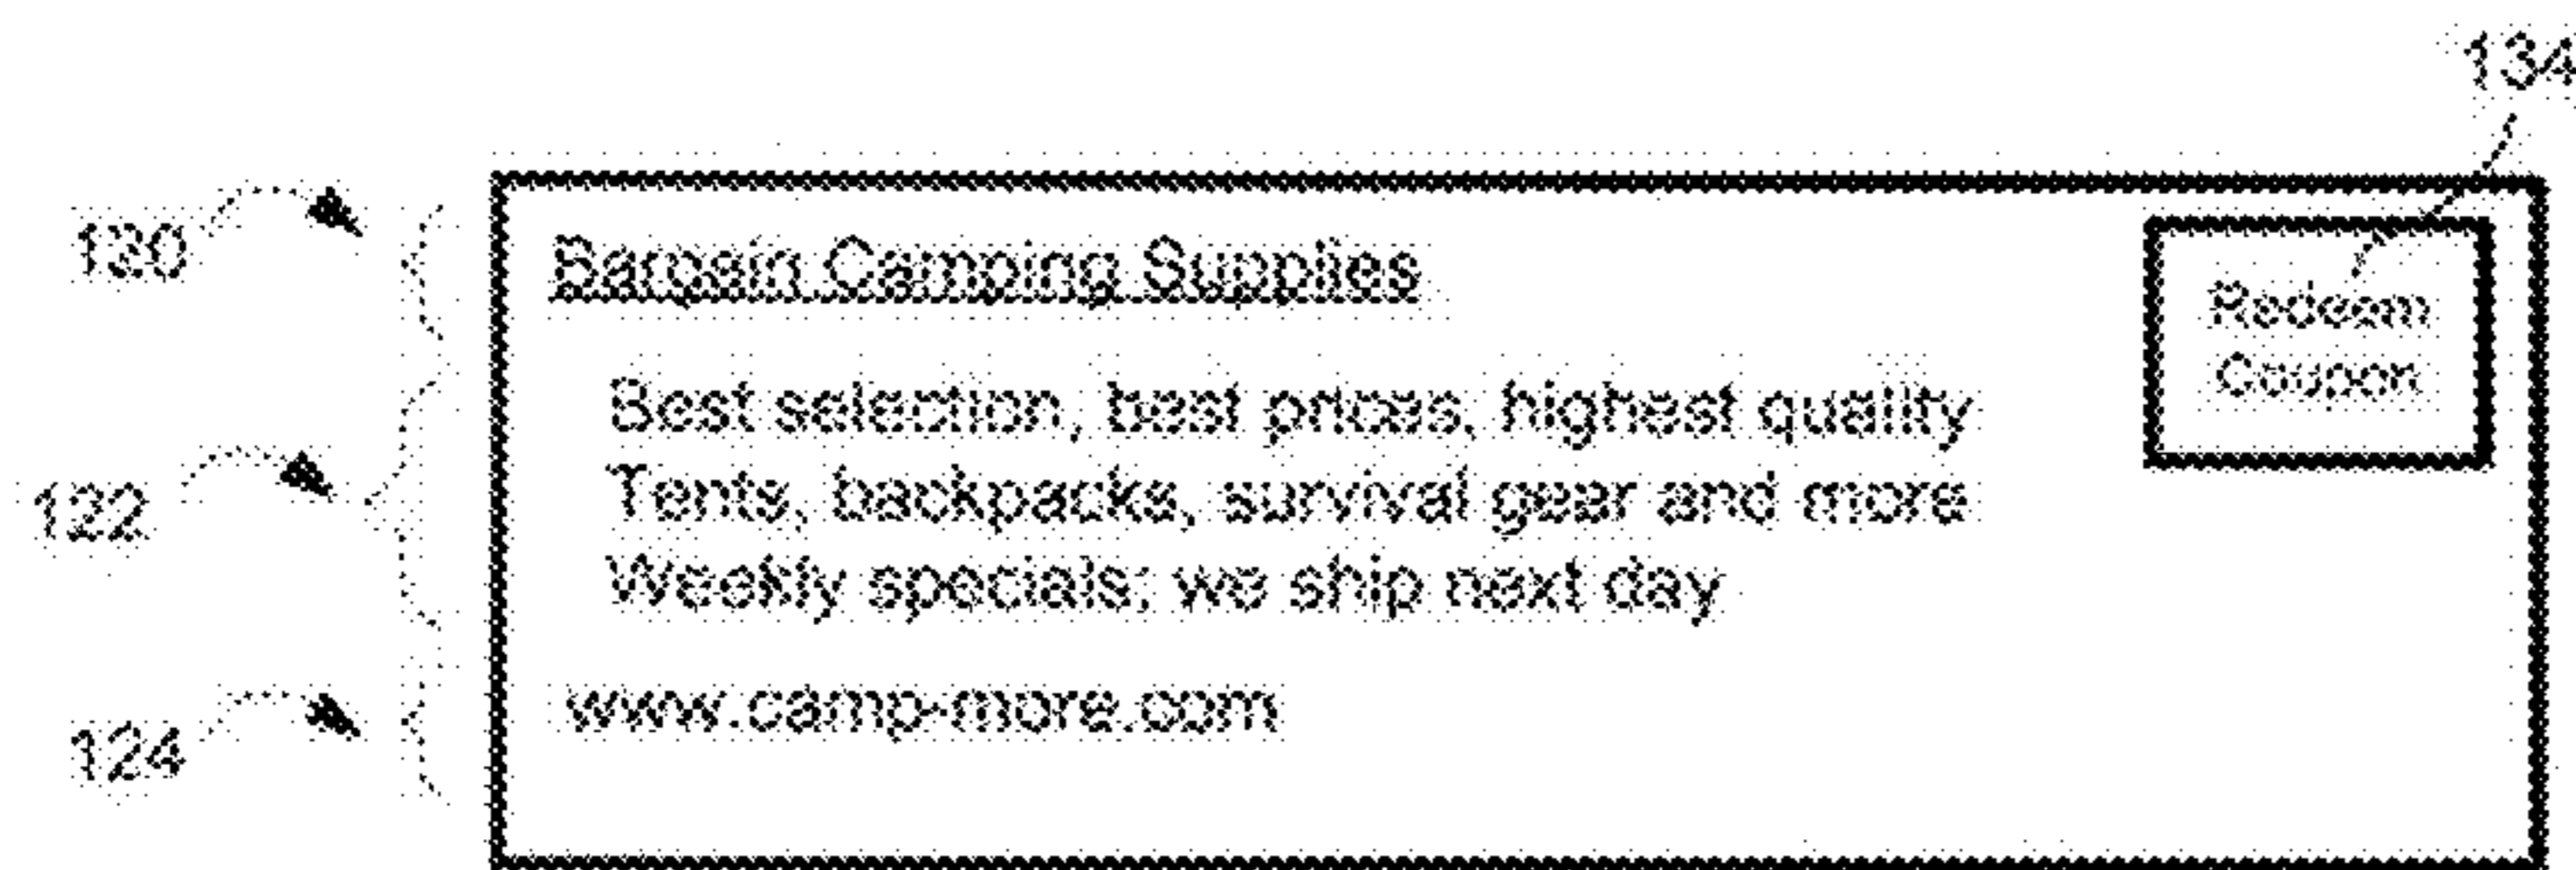 134
120
Bargain Camping Supplies
Redeem
Coupon
Best selection, best prices, highest quality
122
Tents, backpacks, survival gear and more
Weekly specials; we ship next day
124
www.camp-more.com